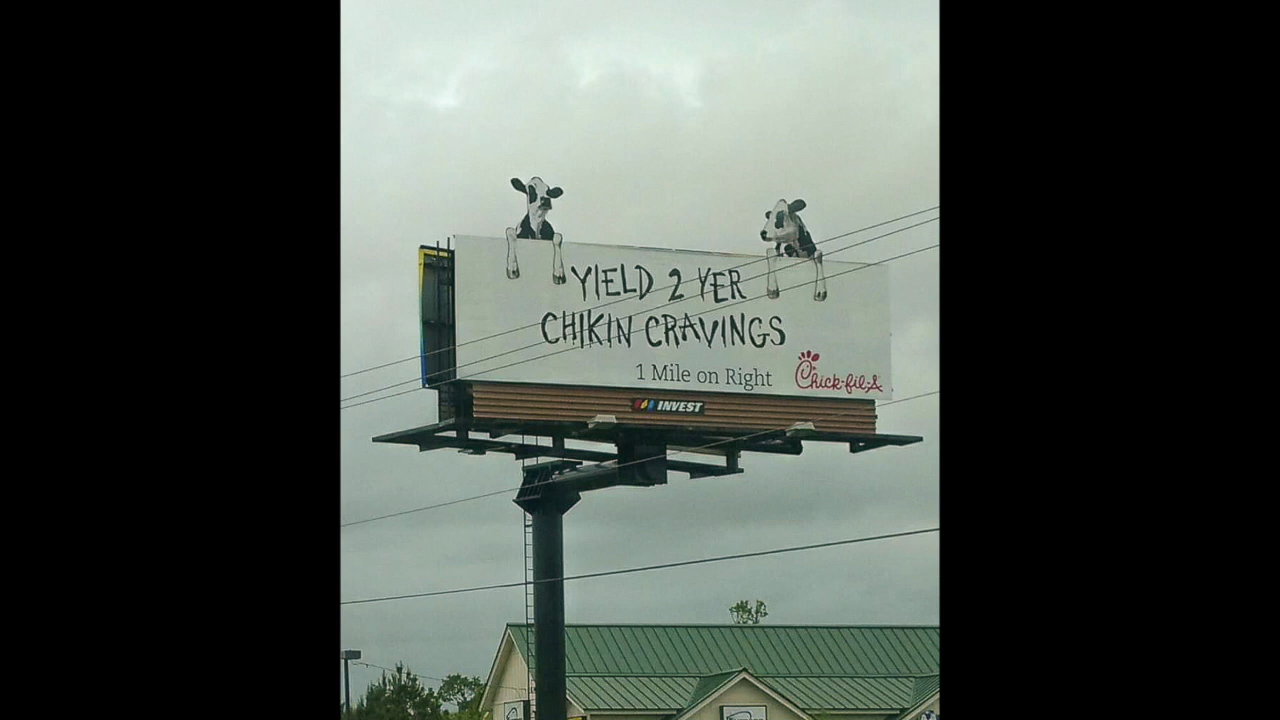 YIELD 2 YER
CHIKIN CRAVINGS
1 Mile on Right
Chick-fil-A
INVEST